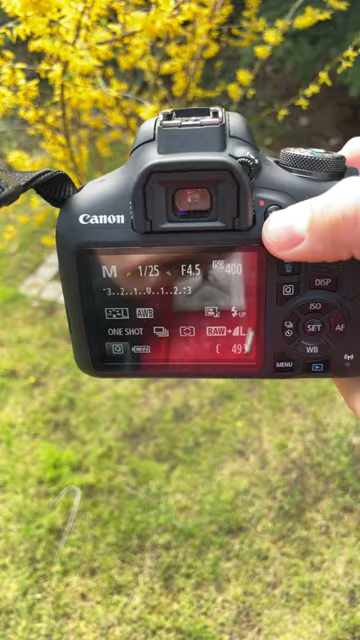 Canon
M 1/25 F4.5 ISO 400
-3..2..1..0..1..2..:3
AWB UP
ONE SHOT RAW+L
Q [ 49]
DISP
Q
ISO
SET AF
WB
MENU